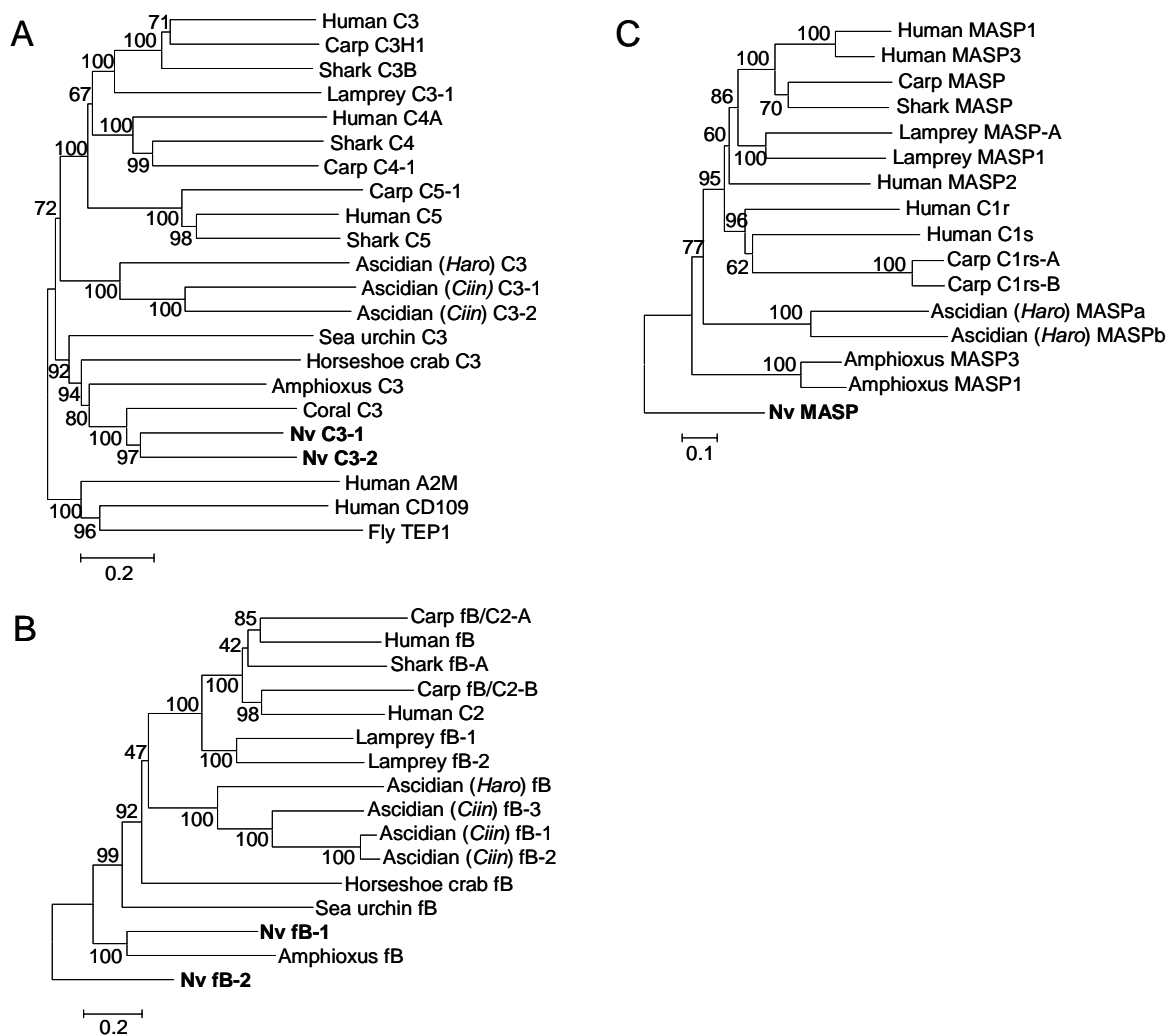 A
71
Human C3
100
Carp C3H1
100
Shark C3B
67
Lamprey C3-1
100
Human C4A
Shark C4
99
Carp C4-1
100
Carp C5-1
100
Human C5
98
Shark C5
72
Ascidian (Haro) C3
100
Ascidian (Ciin) C3-1
100
Ascidian (Ciin) C3-2
Sea urchin C3
92
Horseshoe crab C3
94
Amphioxus C3
80
Coral C3
100
Nv C3-1
97
Nv C3-2
Human A2M
100
Human CD109
96
Fly TEP1
0.2
B
85
Carp fB/C2-A
42
Human fB
Shark fB-A
100
Carp fB/C2-B
98
Human C2
100
Lamprey fB-1
100
Lamprey fB-2
47
Ascidian (Haro) fB
100
Ascidian (Ciin) fB-3
100
Ascidian (Ciin) fB-1
100
Ascidian (Ciin) fB-2
92
Horseshoe crab fB
99
Sea urchin fB
Nv fB-1
100
Amphioxus fB
Nv fB-2
0.2
C
100
Human MASP1
Human MASP3
100
Carp MASP
70
Shark MASP
86
Lamprey MASP-A
100
Lamprey MASP1
60
Human MASP2
95
Human C1r
96
Human C1s
62
100
Carp C1rs-A
Carp C1rs-B
77
100
Ascidian (Haro) MASPa
Ascidian (Haro) MASPb
100
Amphioxus MASP3
Amphioxus MASP1
Nv MASP
0.1